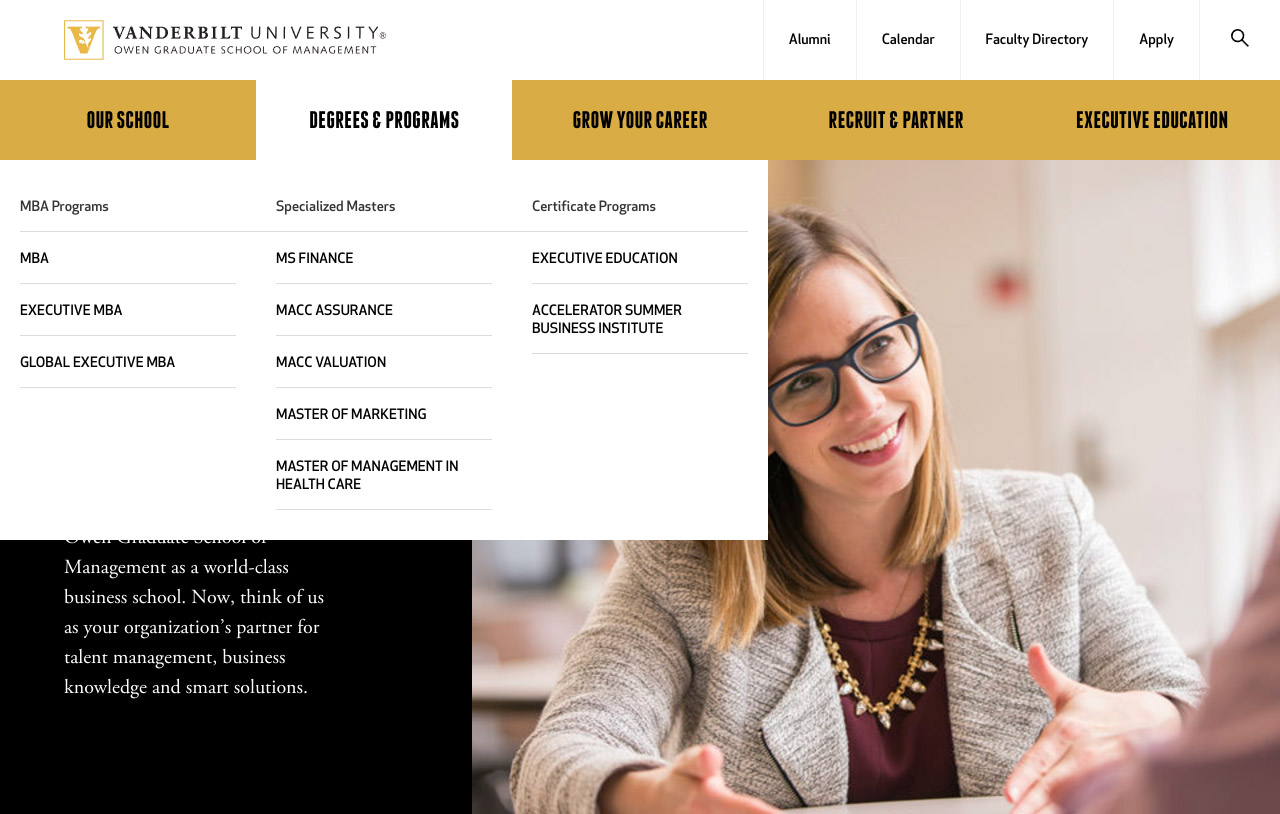 VANDERBILT UNIVERSITY®
OWEN GRADUATE SCHOOL OF MANAGEMENT
Alumni
Calendar
Faculty Directory
Apply
OUR SCHOOL
DEGREES & PROGRAMS
GROW YOUR CAREER
RECRUIT & PARTNER
EXECUTIVE EDUCATION
MBA Programs
MBA
EXECUTIVE MBA
GLOBAL EXECUTIVE MBA
Specialized Masters
MS FINANCE
MACC ASSURANCE
MACC VALUATION
MASTER OF MARKETING
MASTER OF MANAGEMENT IN
HEALTH CARE
Certificate Programs
EXECUTIVE EDUCATION
ACCELERATOR SUMMER
BUSINESS INSTITUTE
Owen Graduate School of
Management as a world-class
business school. Now, think of us
as your organization’s partner for
talent management, business
knowledge and smart solutions.